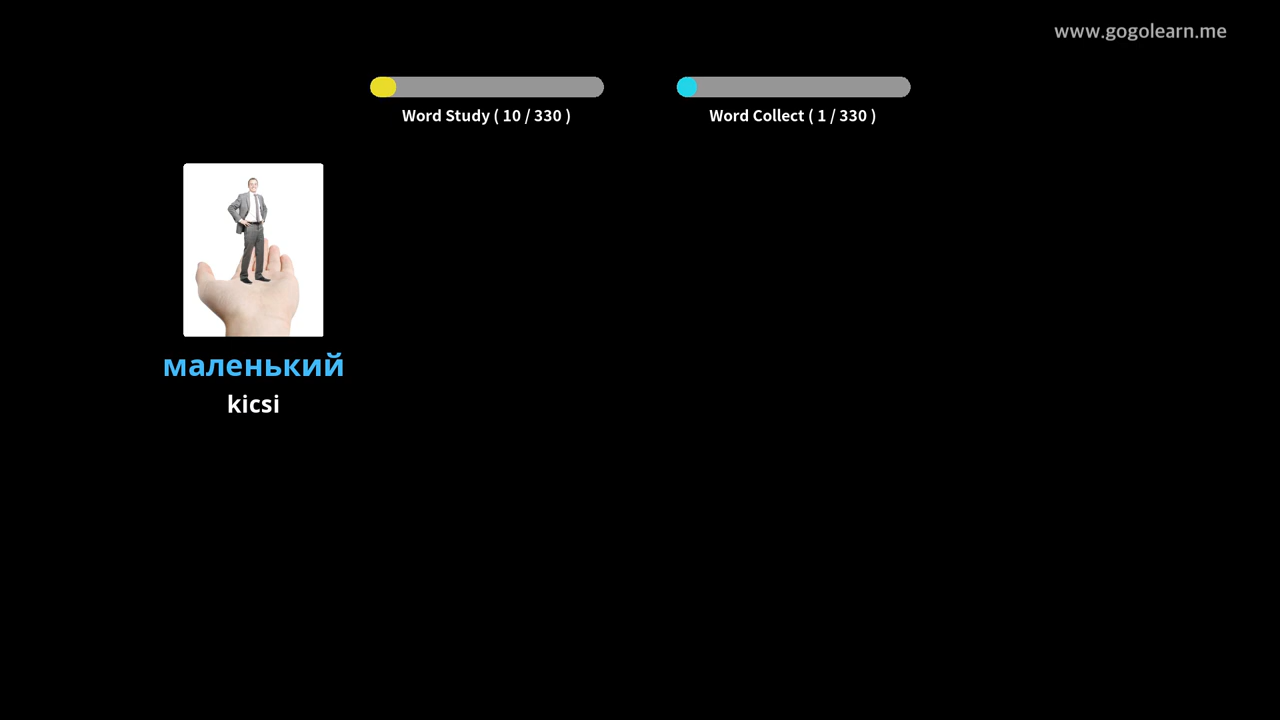 www.gogolearn.me
Word Study ( 10 / 330 )
Word Collect ( 1 / 330 )
маленький
kicsi